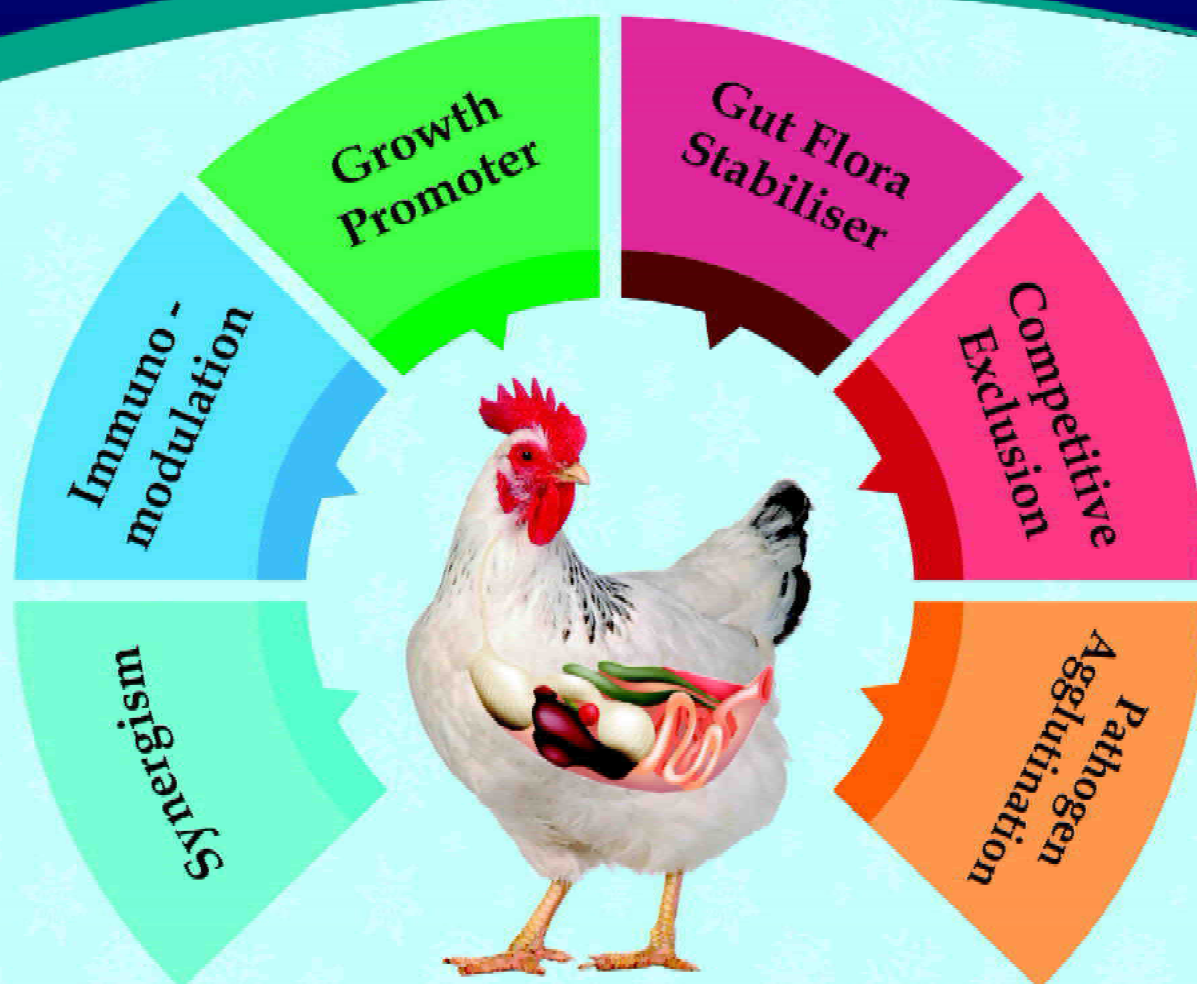 Synergism
Immuno -
modulation
Growth
Promoter
Gut Flora
Stabiliser
Competitive
Exclusion
Pathogen
Agglutination